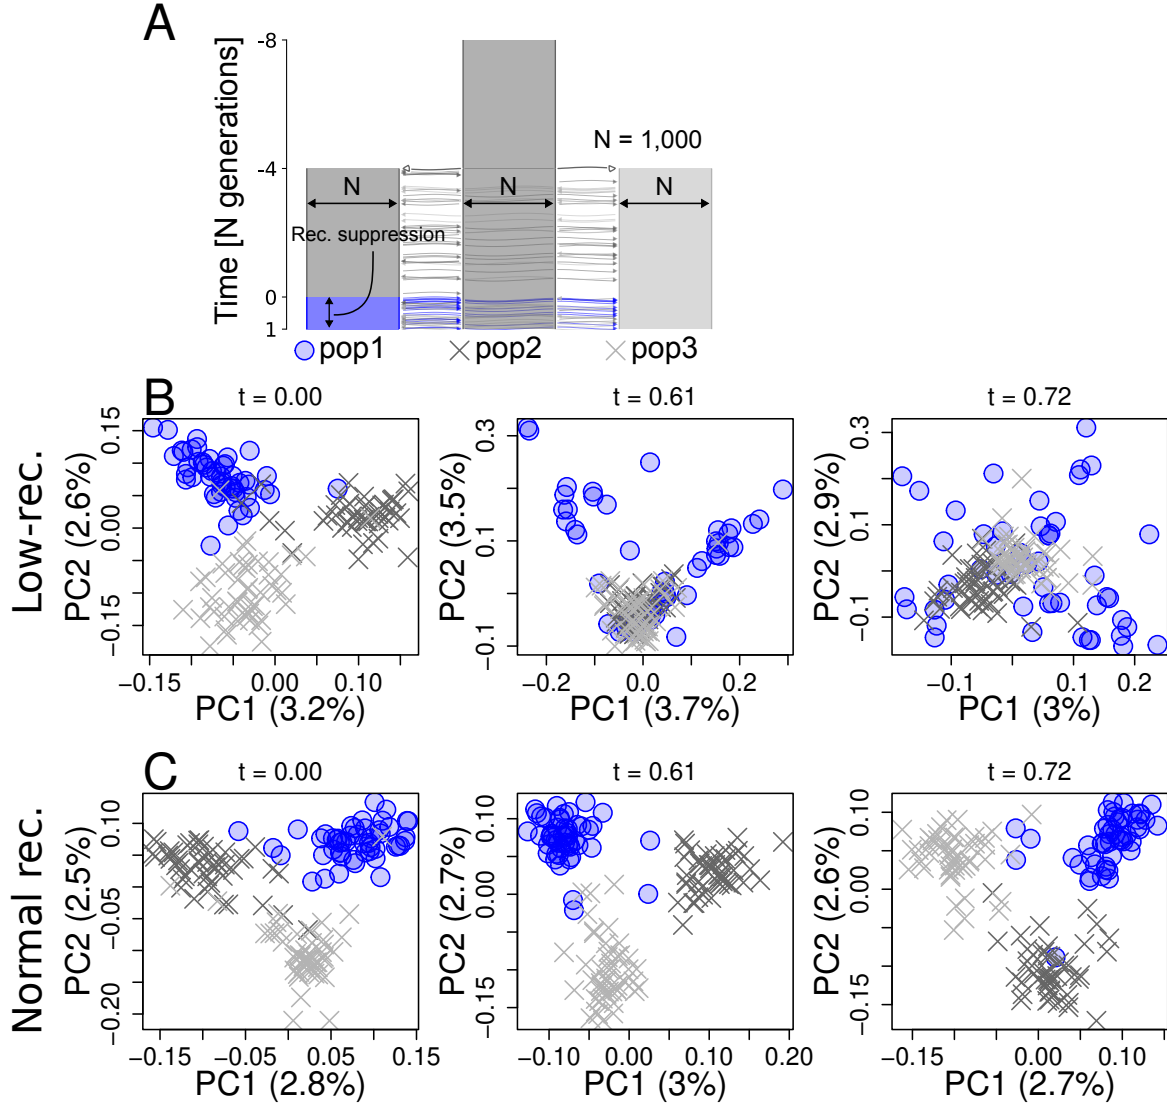 A
Time [N generations]
-8
-4
0
1
N = 1,000
N
N
N
Rec. suppression
pop1
pop2
pop3
B
Low-rec.
t = 0.00
PC2 (2.6%)
0.15
0.00
−0.15
−0.15
0.00
0.10
PC1 (3.2%)
t = 0.61
PC2 (3.5%)
0.3
0.1
−0.1
−0.2
0.0
0.2
PC1 (3.7%)
t = 0.72
PC2 (2.9%)
0.3
0.1
−0.1
−0.1
0.1
0.2
PC1 (3%)
C
Normal rec.
t = 0.00
PC2 (2.5%)
0.10
−0.05
−0.20
−0.10
0.00
0.05
0.15
PC1 (2.8%)
t = 0.61
PC2 (2.7%)
0.10
0.00
−0.15
−0.10
0.00
0.10
0.20
PC1 (3%)
t = 0.72
PC2 (2.6%)
0.10
0.00
−0.15
−0.15
0.00
0.10
PC1 (2.7%)